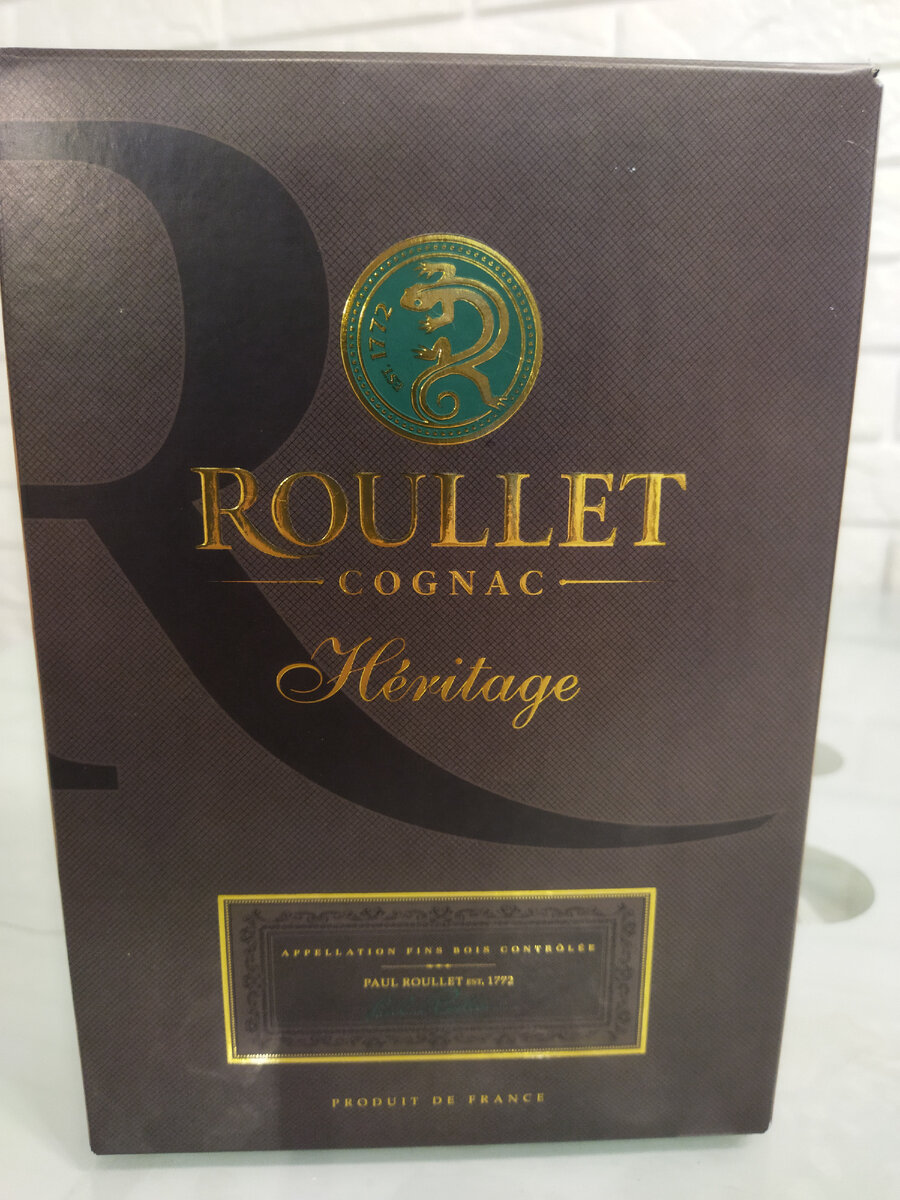 1772
ROULLET
COGNAC
Héritage
APPELLATION FINS BOIS CONTRÔLÉE
PAUL ROULLET EST. 1772
PRODUIT DE FRANCE